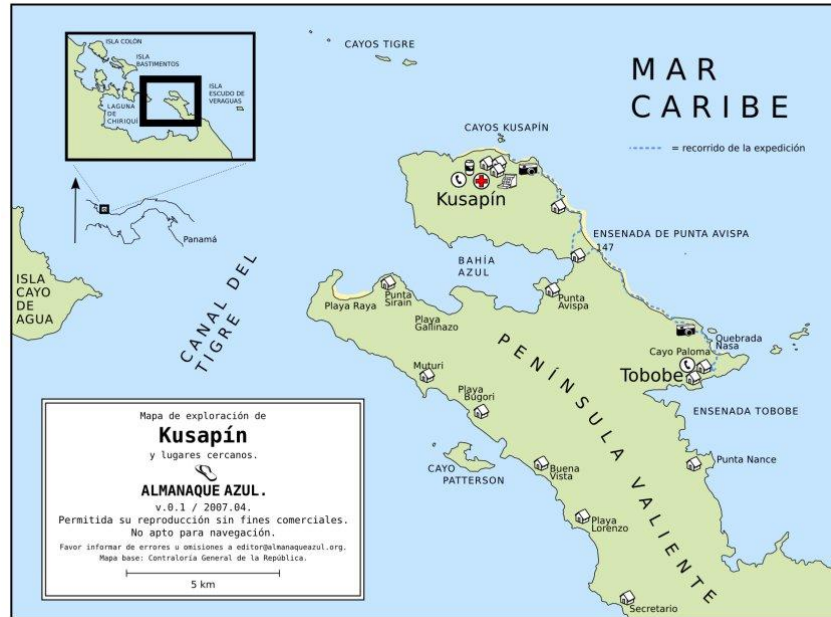 ISLA COLÓN
ISLA
BASTIMENTOS
ISLA
ESCUDO DE
VERAGUAS
LAGUNA
DE
CHIRIQUÍ
Panamá
CAYOS TIGRE
MAR
CARIBE
= recorrido de la expedición
CAYOS KUSAPÍN
Kusapín
ENSENADA DE PUNTA AVISPA
147
BAHÍA
AZUL
ISLA
CAYO
DE
AGUA
CANAL DEL
TIGRE
Playa Raya
Punta
Sirain
Playa
Gallinazo
Punta
Avispa
Quebrada
Nasa
Cayo Paloma
Tobobe
ENSENADA TOBOBE
PENÍNSULA VALIENTE
Muturi
Playa
Búgori
CAYO
PATTERSON
Buena
Vista
Punta Nance
Playa
Lorenzo
Secretario
Mapa de exploración de
Kusapín
y lugares cercanos.
ALMANAQUE AZUL.
v.0.1 / 2007.04.
Permitida su reproducción sin fines comerciales.
No apto para navegación.
Favor informar de errores u omisiones a editor@almanaqueazul.org.
Mapa base: Contraloría General de la República.
5 km